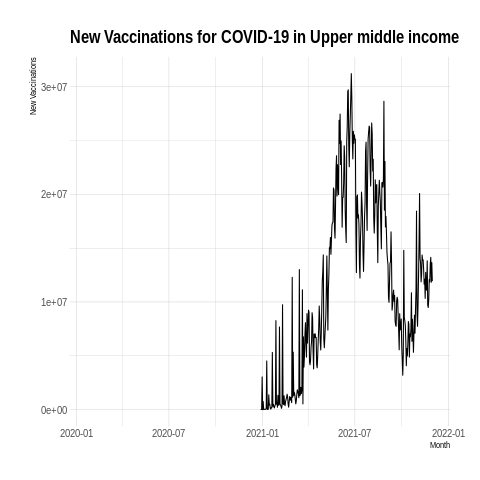 New Vaccinations for COVID-19 in Upper middle income
New Vaccinations
3e+07
2e+07
1e+07
0e+00
2020-01 2020-07 2021-01 2021-07 2022-01
Month